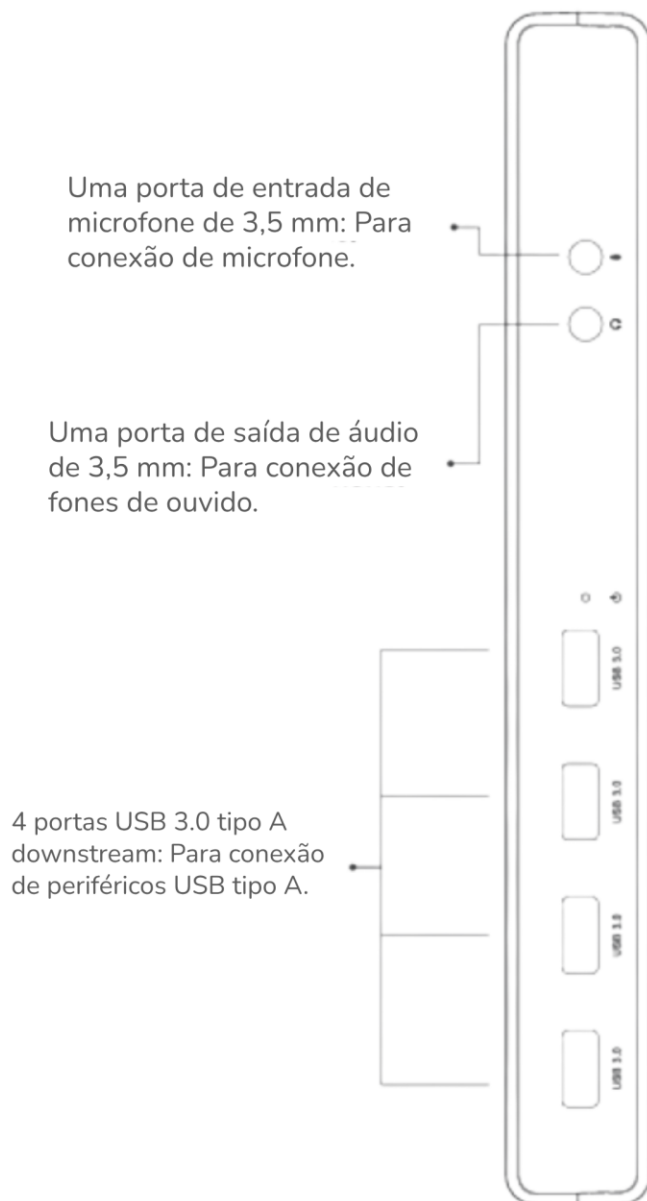 Uma porta de entrada de
microfone de 3,5 mm: Para
conexão de microfone.
Uma porta de saída de áudio
de 3,5 mm: Para conexão de
fones de ouvido.
USB 3.0
USB 3.0
4 portas USB 3.0 tipo A
downstream: Para conexão
de periféricos USB tipo A.
USB 3.0
USB 3.0